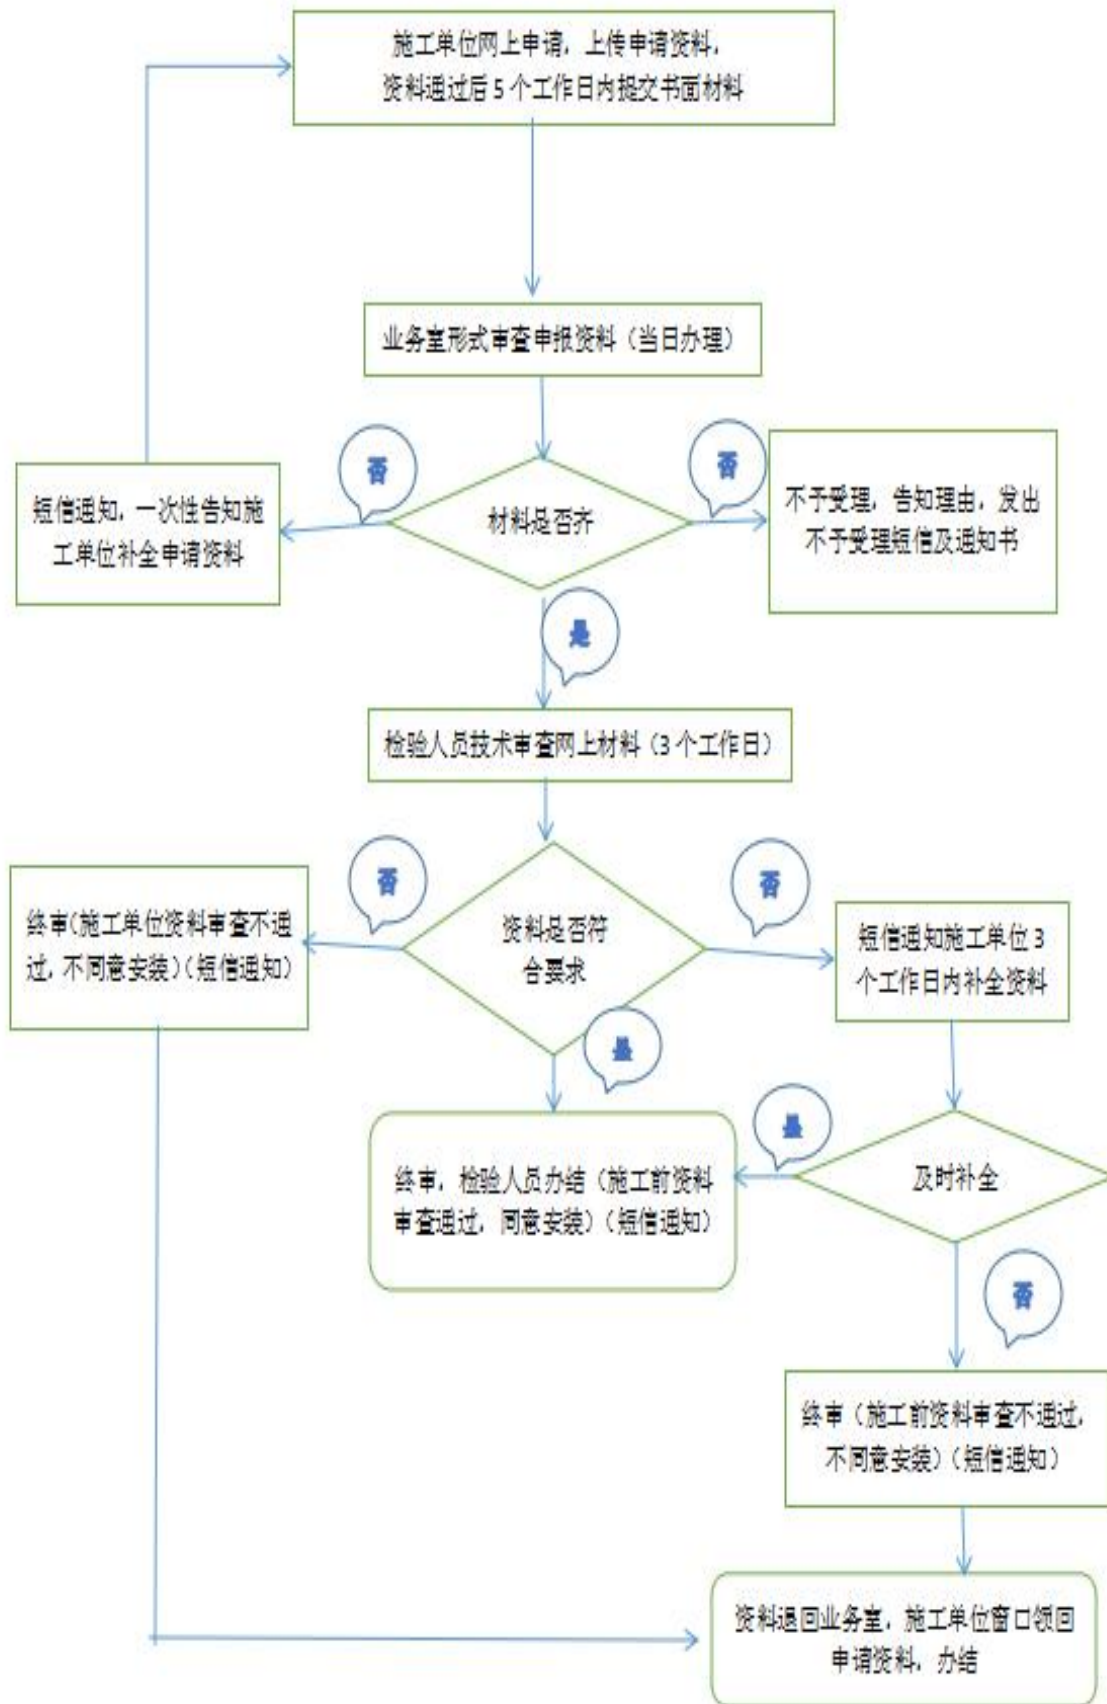 施工单位网上申请，上传申请资料，
资料通过后 5 个工作日内提交书面材料
业务室形式审查申报资料（当日办理）
否
否
短信通知，一次性告知施
工单位补全申请资料
材料是否齐
不予受理，告知理由，发出
不予受理短信及通知书
是
检验人员技术审查网上材料（3 个工作日）
否
否
终审(施工单位资料审查不通
过，不同意安装)（短信通知）
资料是否符
合要求
短信通知施工单位 3
个工作日内补全资料
是
是
终审，检验人员办结（施工前资料
审查通过，同意安装）（短信通知）
及时补全
否
终审（施工前资料审查不通过，
不同意安装）（短信通知）
资料退回业务室，施工单位窗口领回
申请资料，办结